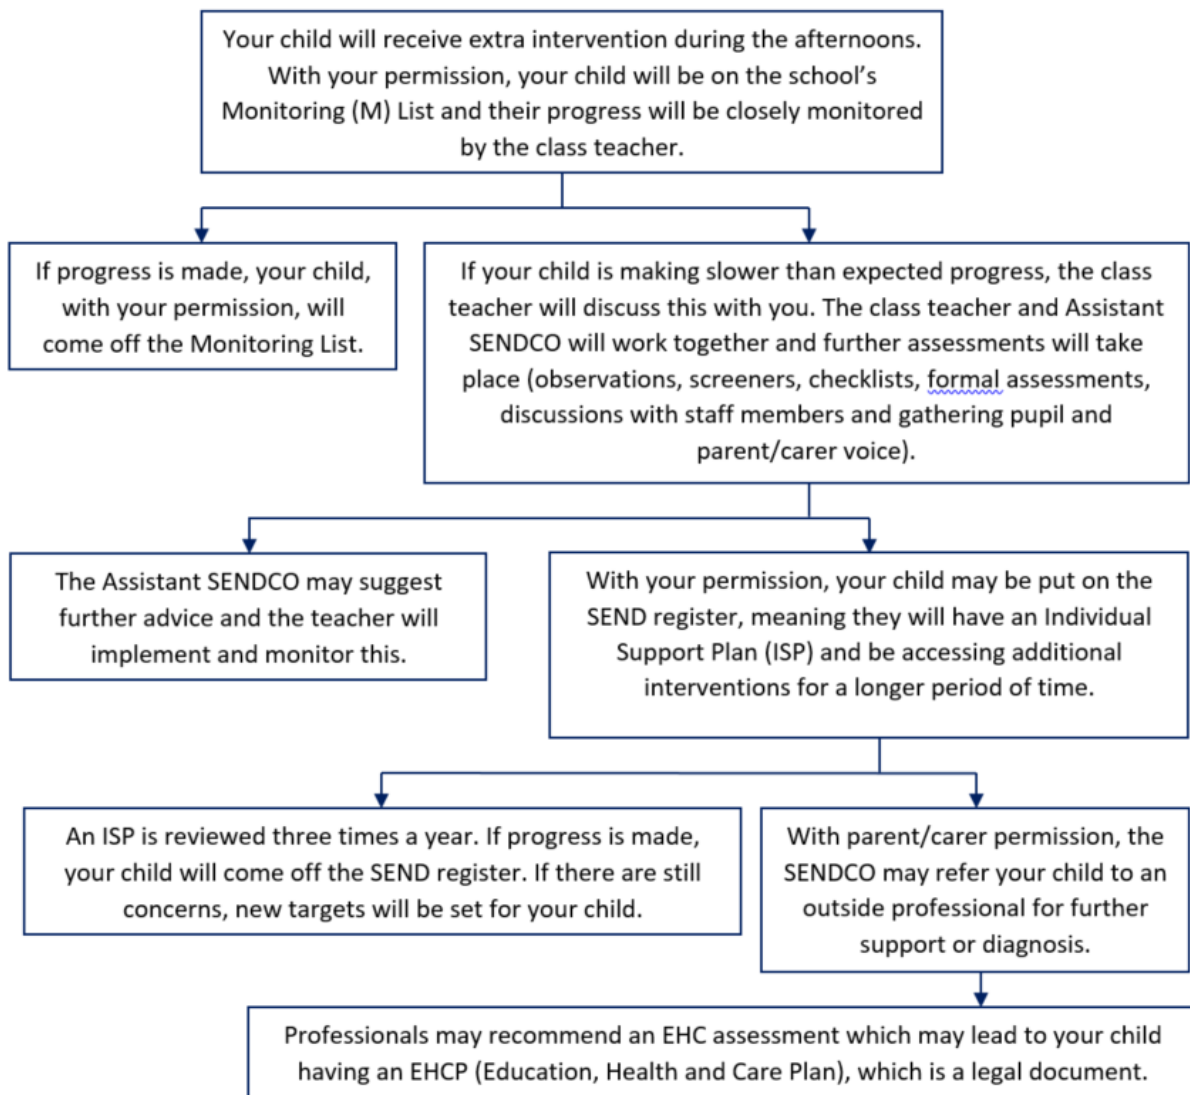 Your child will receive extra intervention during the afternoons.
With your permission, your child will be on the school’s
Monitoring (M) List and their progress will be closely monitored
by the class teacher.
If progress is made, your child,
with your permission, will
come off the Monitoring List.
If your child is making slower than expected progress, the class
teacher will discuss this with you. The class teacher and Assistant
SENDCO will work together and further assessments will take
place (observations, screeners, checklists, formal assessments,
discussions with staff members and gathering pupil and
parent/carer voice).
The Assistant SENDCO may suggest
further advice and the teacher will
implement and monitor this.
With your permission, your child may be put on the
SEND register, meaning they will have an Individual
Support Plan (ISP) and be accessing additional
interventions for a longer period of time.
An ISP is reviewed three times a year. If progress is made,
your child will come off the SEND register. If there are still
concerns, new targets will be set for your child.
With parent/carer permission, the
SENDCO may refer your child to an
outside professional for further
support or diagnosis.
Professionals may recommend an EHC assessment which may lead to your child
having an EHCP (Education, Health and Care Plan), which is a legal document.